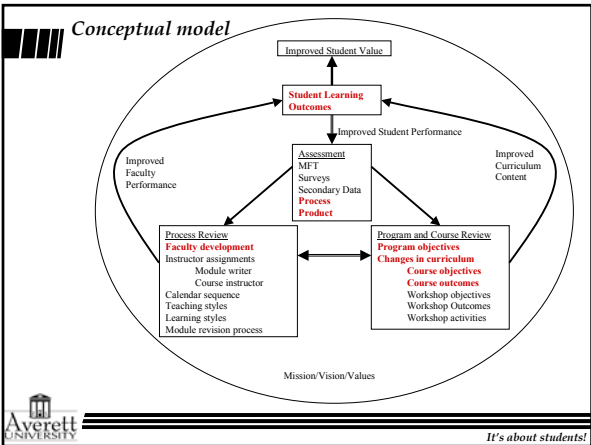 Conceptual model
Improved Student Value
Student Learning
Outcomes
Improved Student Performance
Assessment
MFT
Surveys
Secondary Data
Process
Product
Improved
Faculty
Performance
Improved
Curriculum
Content
Process Review
Faculty development
Instructor assignments
Module writer
Course instructor
Calendar sequence
Teaching styles
Learning styles
Module revision process
Program and Course Review
Program objectives
Changes in curriculum
Course objectives
Course outcomes
Workshop objectives
Workshop Outcomes
Workshop activities
Mission/Vision/Values
Averett
UNIVERSITY
It's about students!